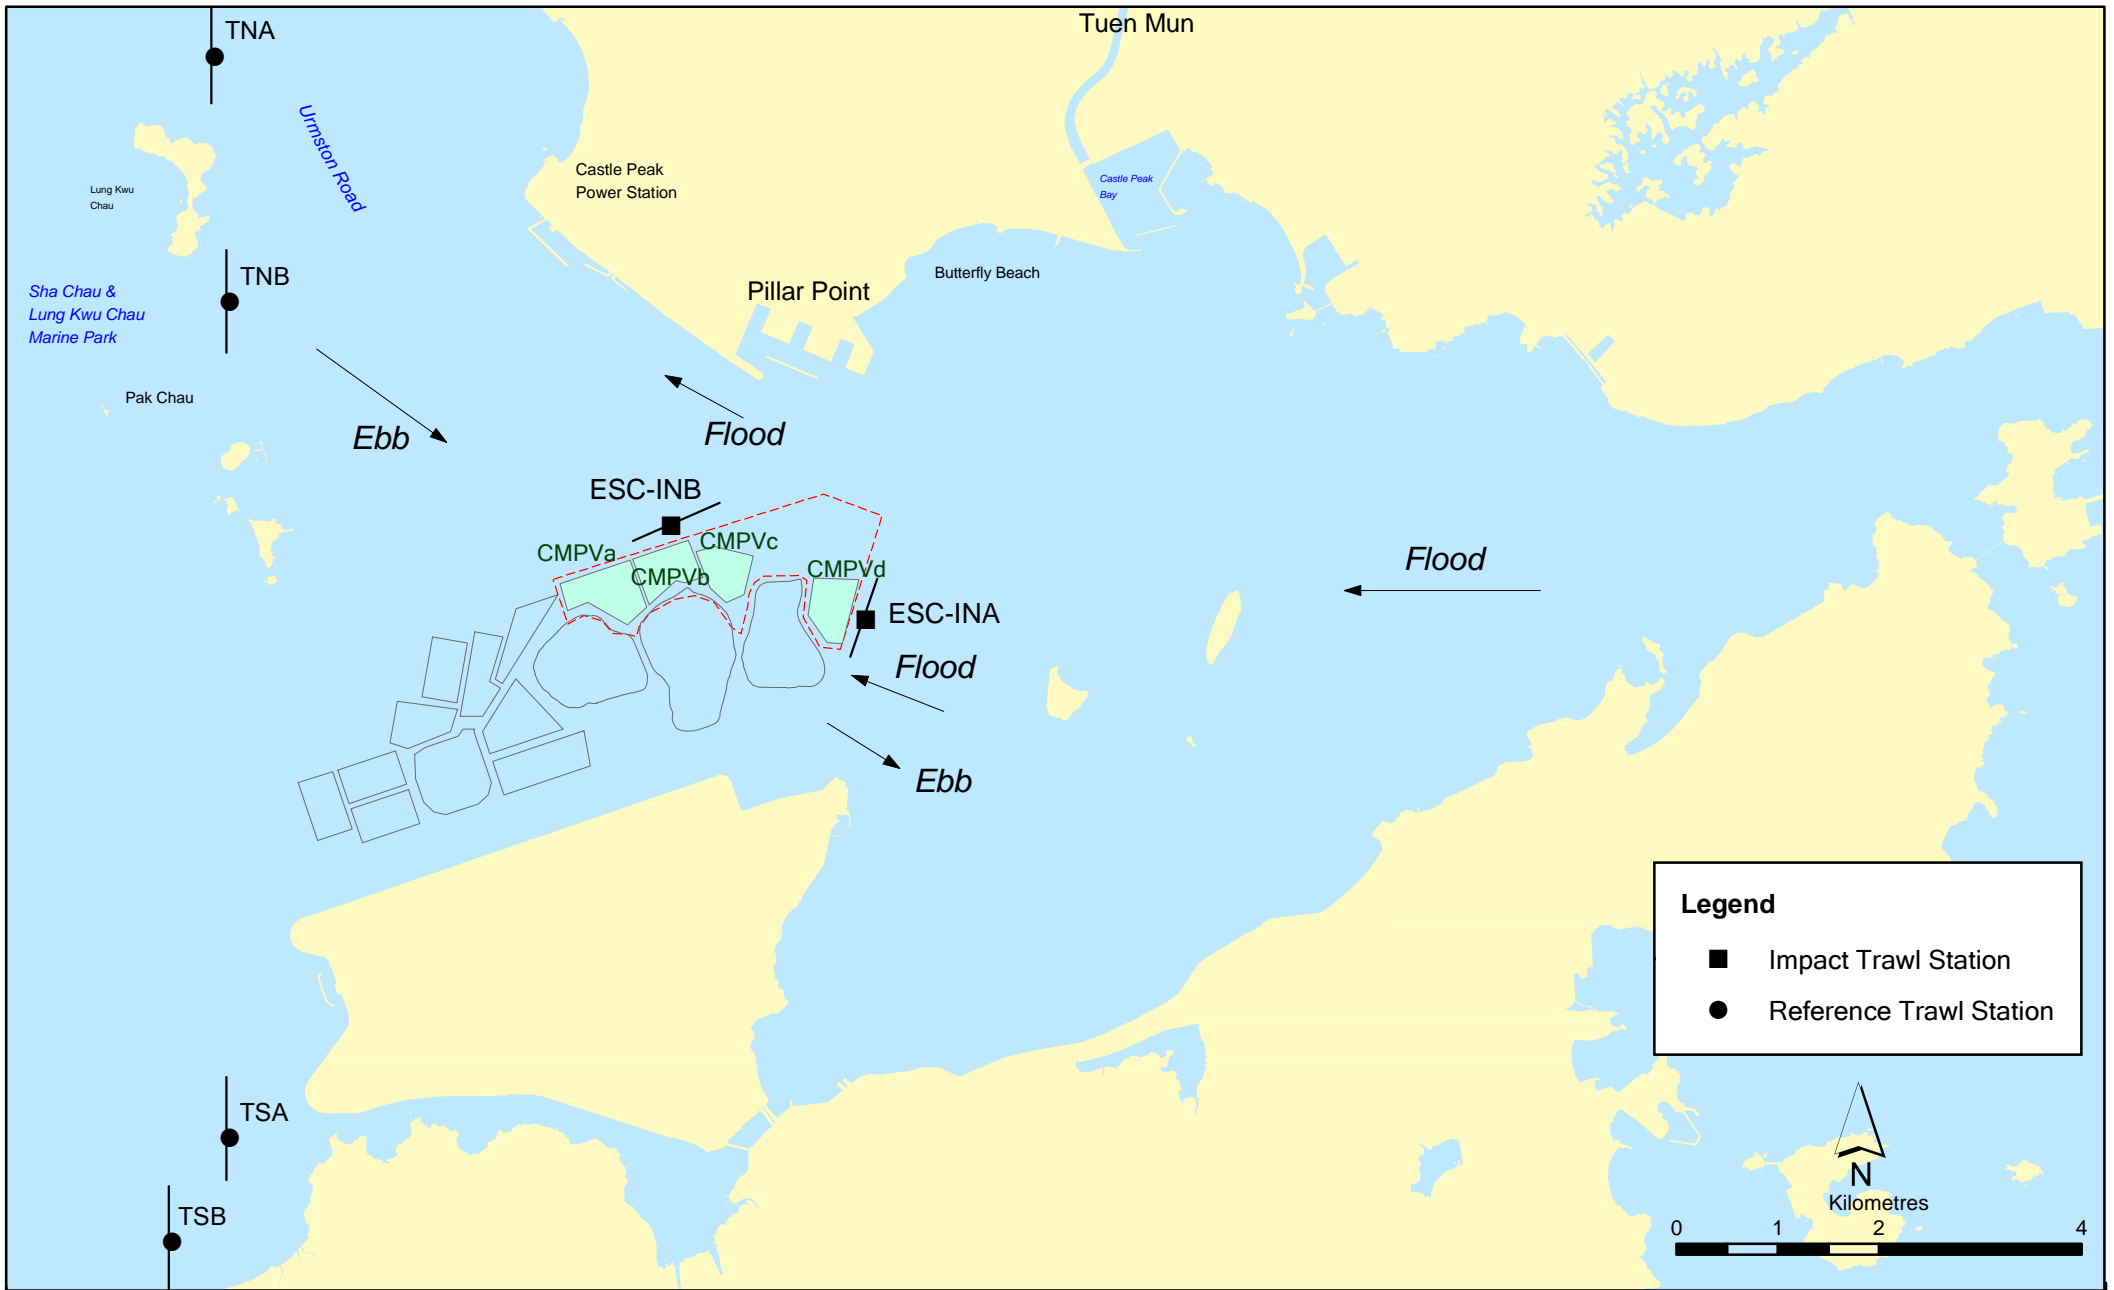 Tuen Mun
TNA
Urmston Road
Castle Peak
Power Station
Castle Peak
Bay
Lung Kwu
Chau
TNB
Butterfly Beach
Sha Chau &
Lung Kwu Chau
Marine Park
Pillar Point
Pak Chau
Ebb
Flood
ESC-INB
CMPVa
CMPVc
CMPVb
CMPVd
Flood
ESC-INA
Flood
Ebb
Legend
Impact Trawl Station
Reference Trawl Station
TSA
TSB
N
Kilometres
0 1 2 4